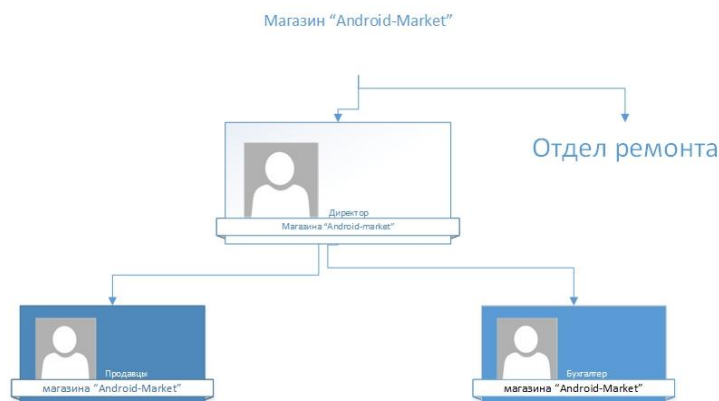 Магазин “Android-Market”
Отдел ремонта
Директор
Магазина “Android-market”
Продавцы
магазина “Android-Market”
Бухгалтер
магазина “Android-Market”